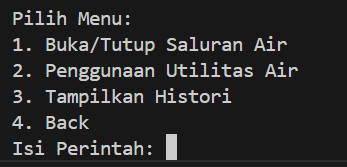 Pilih Menu:
1. Buka/Tutup Saluran Air
2. Penggunaan Utilitas Air
3. Tampilkan Histori
4. Back
Isi Perintah: